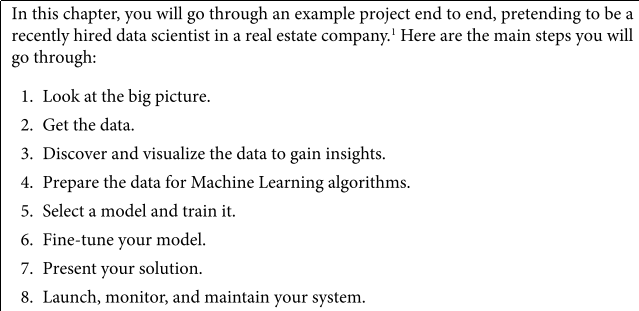 In this chapter, you will go through an example project end to end, pretending to be a
recently hired data scientist in a real estate company.¹ Here are the main steps you will
go through:
1. Look at the big picture.
2. Get the data.
3. Discover and visualize the data to gain insights.
4. Prepare the data for Machine Learning algorithms.
5. Select a model and train it.
6. Fine-tune your model.
7. Present your solution.
8. Launch, monitor, and maintain your system.